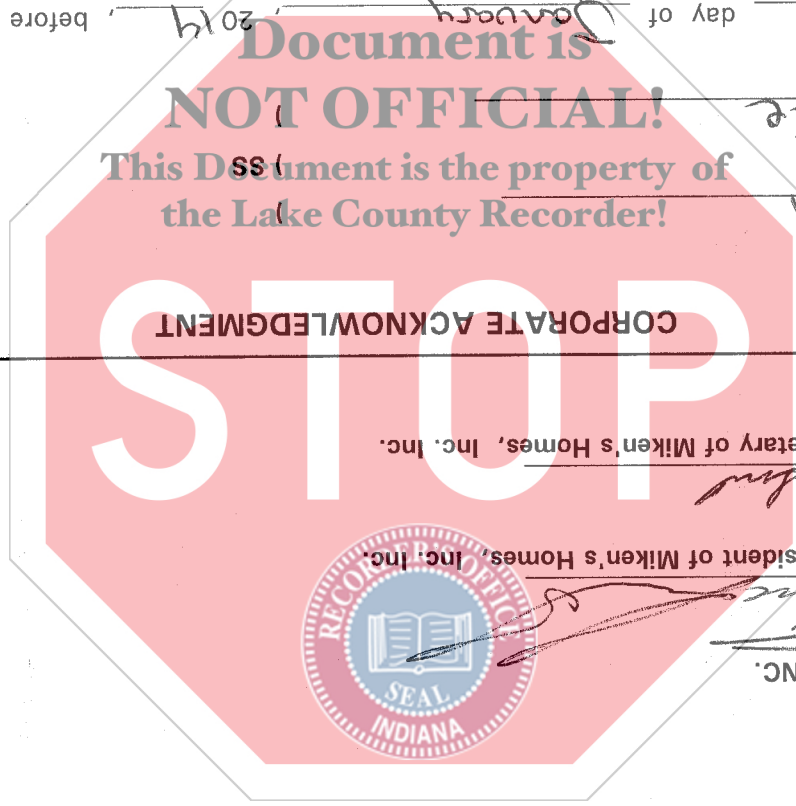 Document is
NOT OFFICIAL!
This Document is the property of
the Lake County Recorder!
STOP
RECORDER'S OFFICE
SEAL
INDIANA
NC.
sident of Miken's Homes, Inc. Inc.
etary of Miken's Homes, Inc. Inc.
CORPORATE ACKNOWLEDGMENT
)
) SS
)
day of January, 2014, before